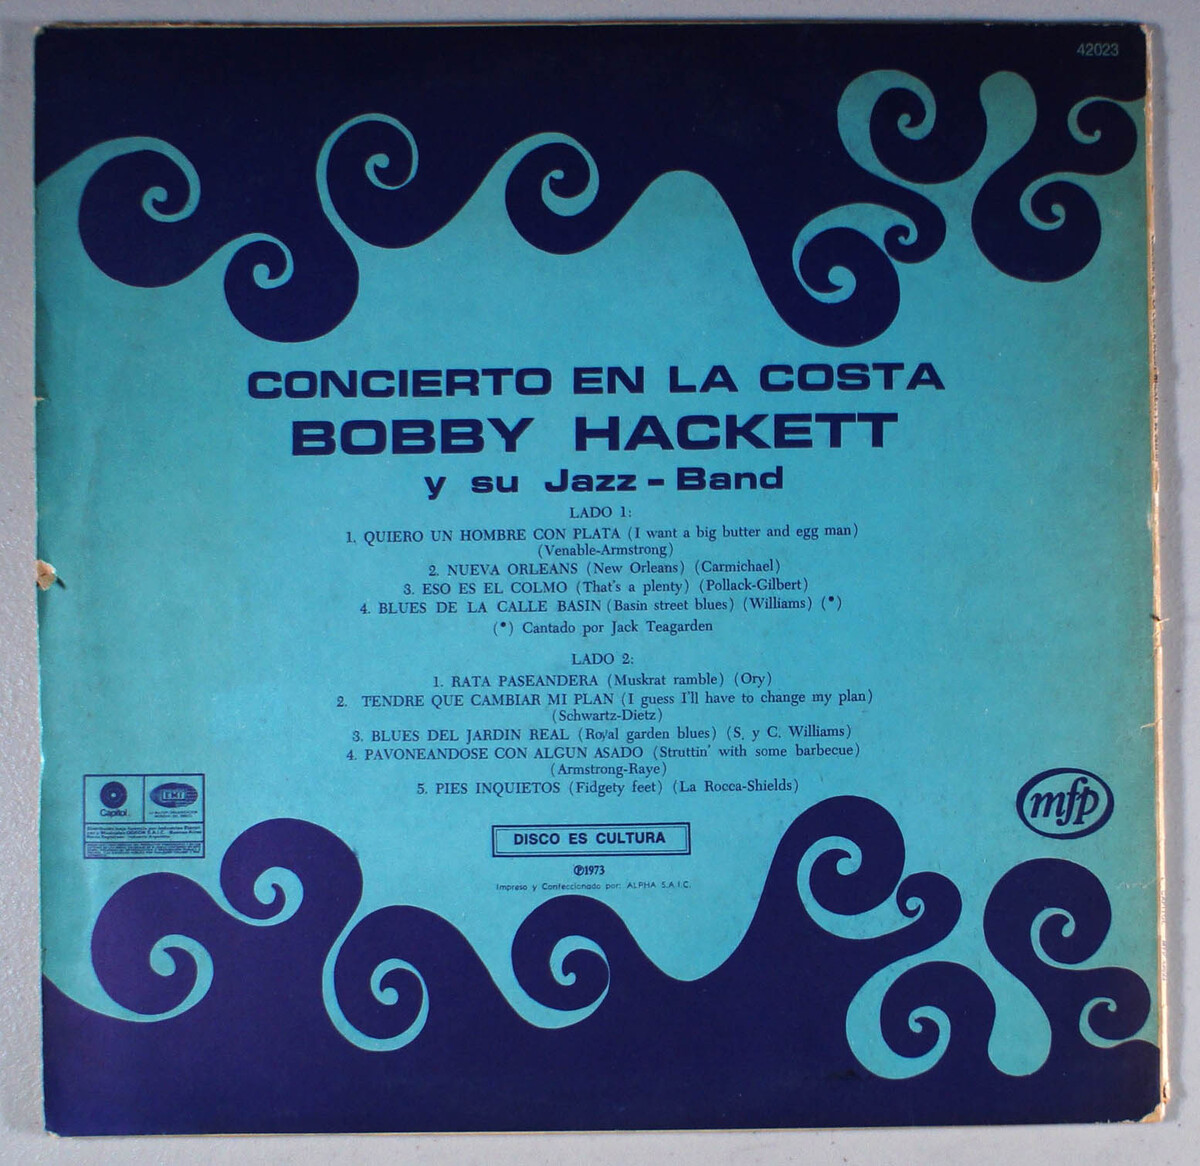 42023
CONCIERTO EN LA COSTA
BOBBY HACKETT
y su Jazz - Band
LADO 1:
1. QUIERO UN HOMBRE CON PLATA (I want a big butter and egg man)
(Venable-Armstrong)
2. NUEVA ORLEANS (New Orleans) (Carmichael)
3. ESO ES EL COLMO (That's a plenty) (Pollack-Gilbert)
4. BLUES DE LA CALLE BASIN (Basin street blues) (Williams) (*)
(*) Cantado por Jack Teagarden
LADO 2:
1. RATA PASEANDERA (Muskrat ramble) (Ory)
2. TENDRE QUE CAMBIAR MI PLAN (I guess I'll have to change my plan)
(Schwartz-Dietz)
3. BLUES DEL JARDIN REAL (Royal garden blues) (S. y C. Williams)
4. PAVONEANDOSE CON ALGUN ASADO (Struttin' with some barbecue)
(Armstrong-Raye)
5. PIES INQUIETOS (Fidgety feet) (La Rocca-Shields)
Capitol
EMI
mfp
DISCO ES CULTURA
℗1973
Impreso y Confeccionado por: ALPHA S.A.I.C.